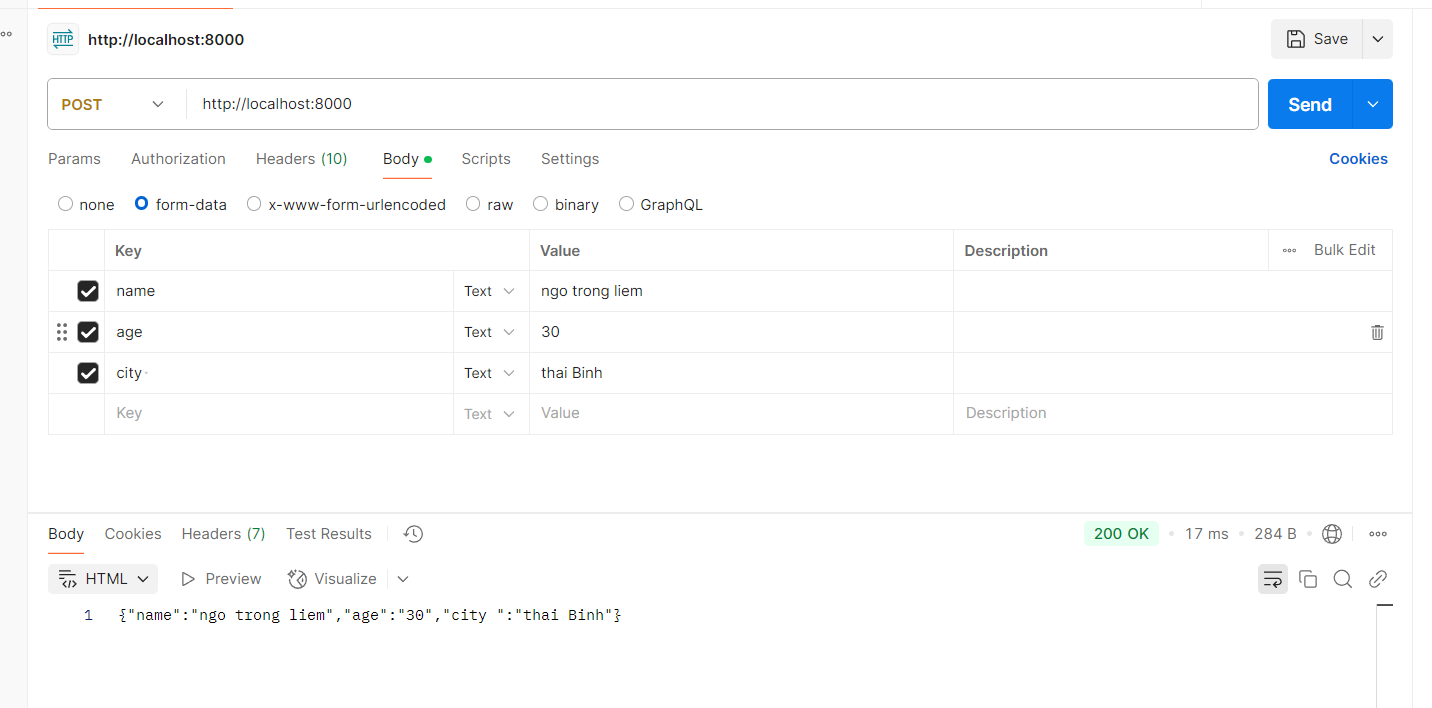 HTTP http://localhost:8000 Save
POST http://localhost:8000 Send
Params Authorization Headers (10) Body Scripts Settings Cookies
none form-data x-www-form-urlencoded raw binary GraphQL
Key Value Description Bulk Edit
name Text ngo trong liem
age Text 30
city Text thai Binh
Key Text Value Description
Body Cookies Headers (7) Test Results 200 OK 17 ms 284 B
HTML Preview Visualize
1 {"name":"ngo trong liem","age":"30","city ":"thai Binh"}